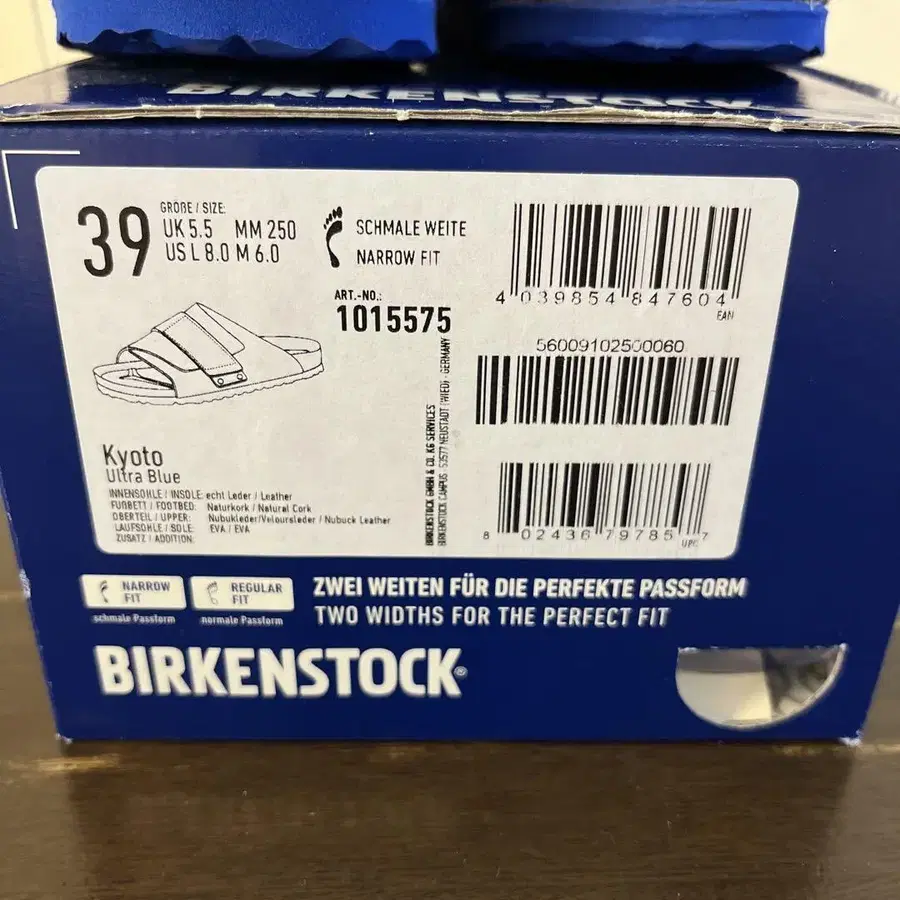 BIRKENSTOCK
39
GRÖßE / SIZE:
UK 5.5 MM 250
US L 8.0 M 6.0
SCHMALE WEITE
NARROW FIT
ART.-NO.:
1015575
4 039854 847604
EAN
56009102500060
8 02436 79785 7
UPC
BIRKENSTOCK GMBH & CO. KG SERVICES
BIRKENSTOCK CAMPUS · 53577 NEUSTADT (WIED) · GERMANY
Kyoto
Ultra Blue
INNENSOHLE / INSOLE: echt Leder / Leather
FUßBETT / FOOTBED: Naturkork / Natural Cork
OBERTEIL / UPPER: Nubukleder/Veloursleder / Nubuck Leather
LAUFSOHLE / SOLE: EVA / EVA
ZUSATZ / ADDITION:
NARROW FIT
schmale Passform
REGULAR FIT
normale Passform
ZWEI WEITEN FÜR DIE PERFEKTE PASSFORM
TWO WIDTHS FOR THE PERFECT FIT
BIRKENSTOCK®